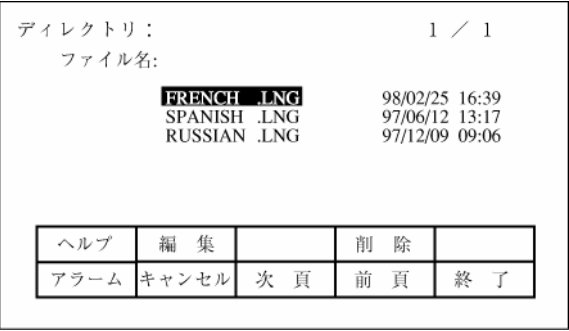 ディレクトリ： 1 ／ 1
ファイル名:
FRENCH .LNG 98/02/25 16:39
SPANISH .LNG 97/06/12 13:17
RUSSIAN .LNG 97/12/09 09:06
ヘルプ 編 集 削 除
アラーム キャンセル 次 頁 前 頁 終 了